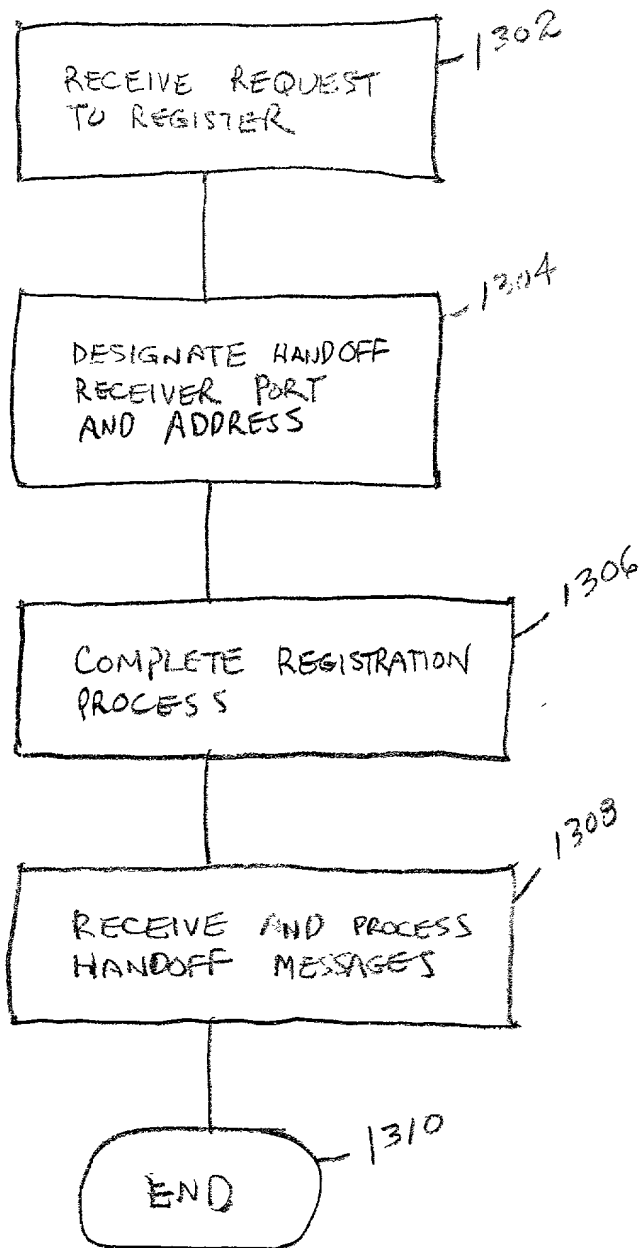 1302
RECEIVE REQUEST
TO REGISTER
1304
DESIGNATE HANDOFF
RECEIVER PORT
AND ADDRESS
1306
COMPLETE REGISTRATION
PROCESS
1308
RECEIVE AND PROCESS
HANDOFF MESSAGES
1310
END